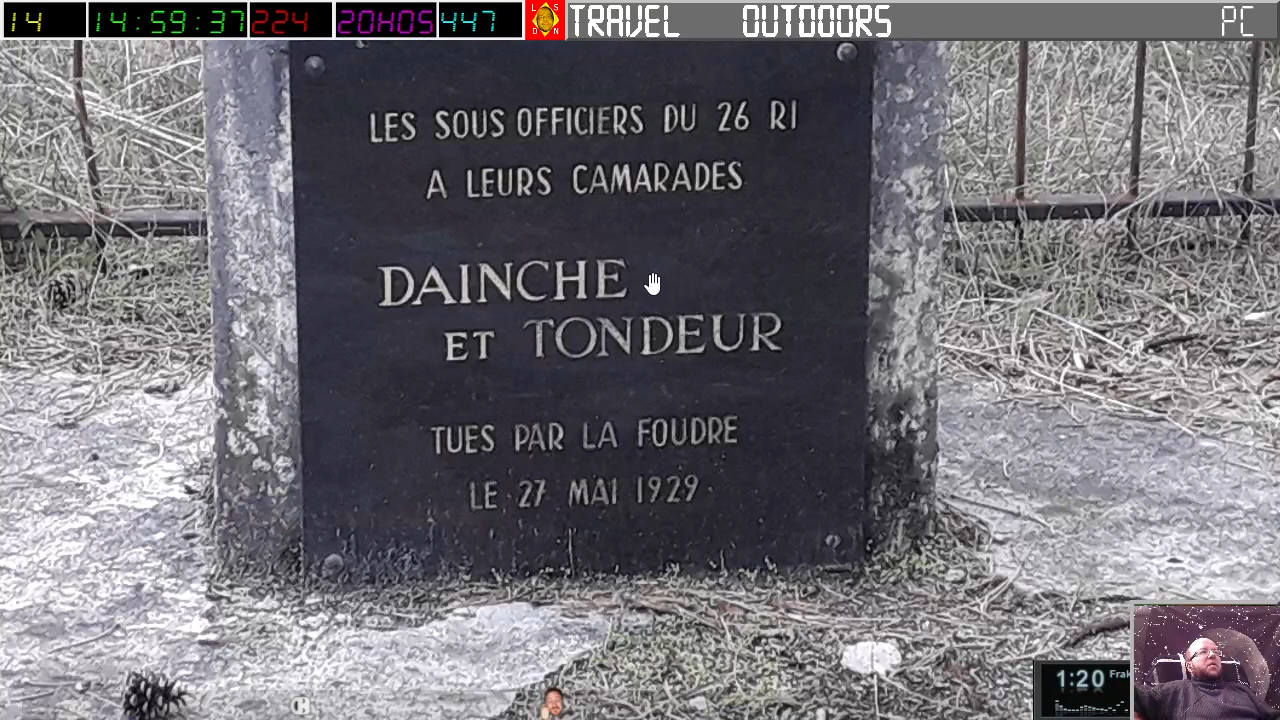 14 14:59:37 224 20H05 447 L S D N TRAVEL OUTDOORS PC
LES SOUS OFFICIERS DU 26 RI
A LEURS CAMARADES
DAINCHE
ET TONDEUR
TUES PAR LA FOUDRE
LE 27 MAI 1929
1:20 Frak